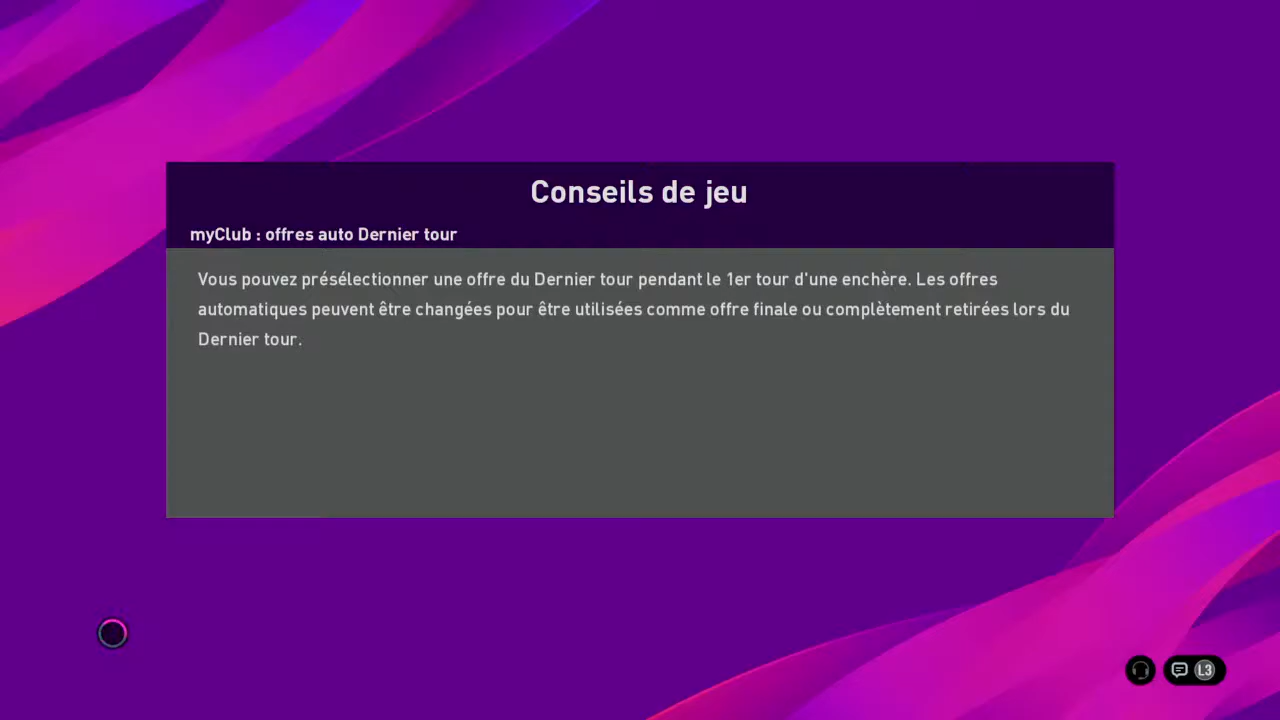 Conseils de jeu
myClub : offres auto Dernier tour
Vous pouvez présélectionner une offre du Dernier tour pendant le 1er tour d'une enchère. Les offres
automatiques peuvent être changées pour être utilisées comme offre finale ou complètement retirées lors du
Dernier tour.
L3